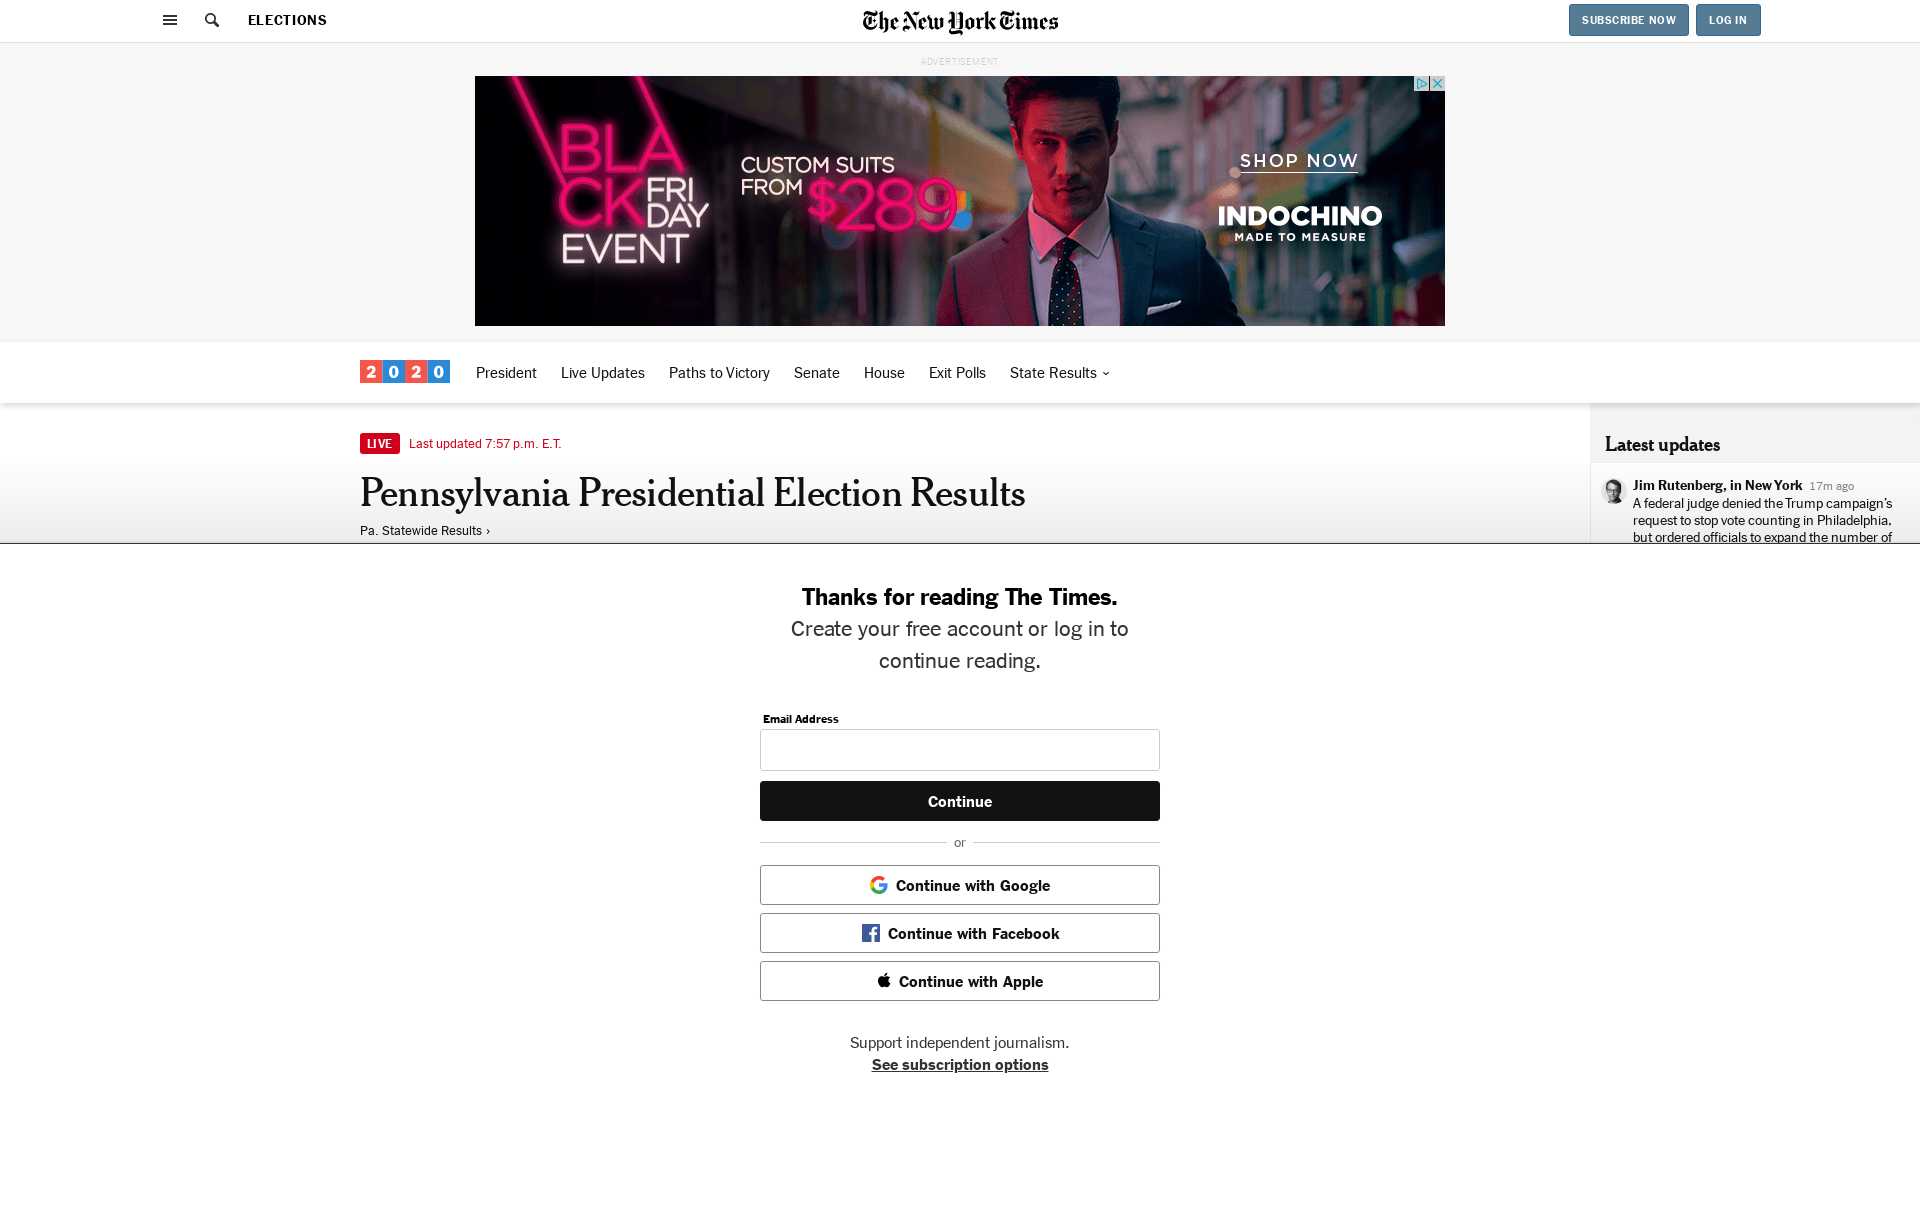 ELECTIONS
The New York Times
SUBSCRIBE NOW
LOG IN
ADVERTISEMENT
BLA
CK
FRI
DAY
EVENT
CUSTOM SUITS
FROM $289
SHOP NOW
INDOCHINO
MADE TO MEASURE
2020
President
Live Updates
Paths to Victory
Senate
House
Exit Polls
State Results
LIVE
Last updated 7:57 p.m. E.T.
Pennsylvania Presidential Election Results
Pa. Statewide Results ›
Latest updates
Jim Rutenberg, in New York 17m ago
A federal judge denied the Trump campaign’s
request to stop vote counting in Philadelphia,
but ordered officials to expand the number of
Thanks for reading The Times.
Create your free account or log in to
continue reading.
Email Address
Continue
or
Continue with Google
Continue with Facebook
Continue with Apple
Support independent journalism.
See subscription options